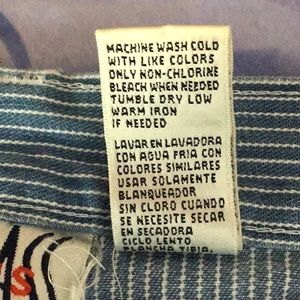 MACHINE WASH COLD
WITH LIKE COLORS
ONLY NON-CHLORINE
BLEACH WHEN NEEDED
TUMBLE DRY LOW
WARM IRON
IF NEEDED
LAVAR EN LAVADORA
CON AGUA FRIA CON
COLORES SIMILARES
USAR SOLAMENTE
BLANQUEADOR
SIN CLORO CUANDO
SE NECESITE SECAR
EN SECADORA
CICLO LENTO
PLANCHA TIBIA,